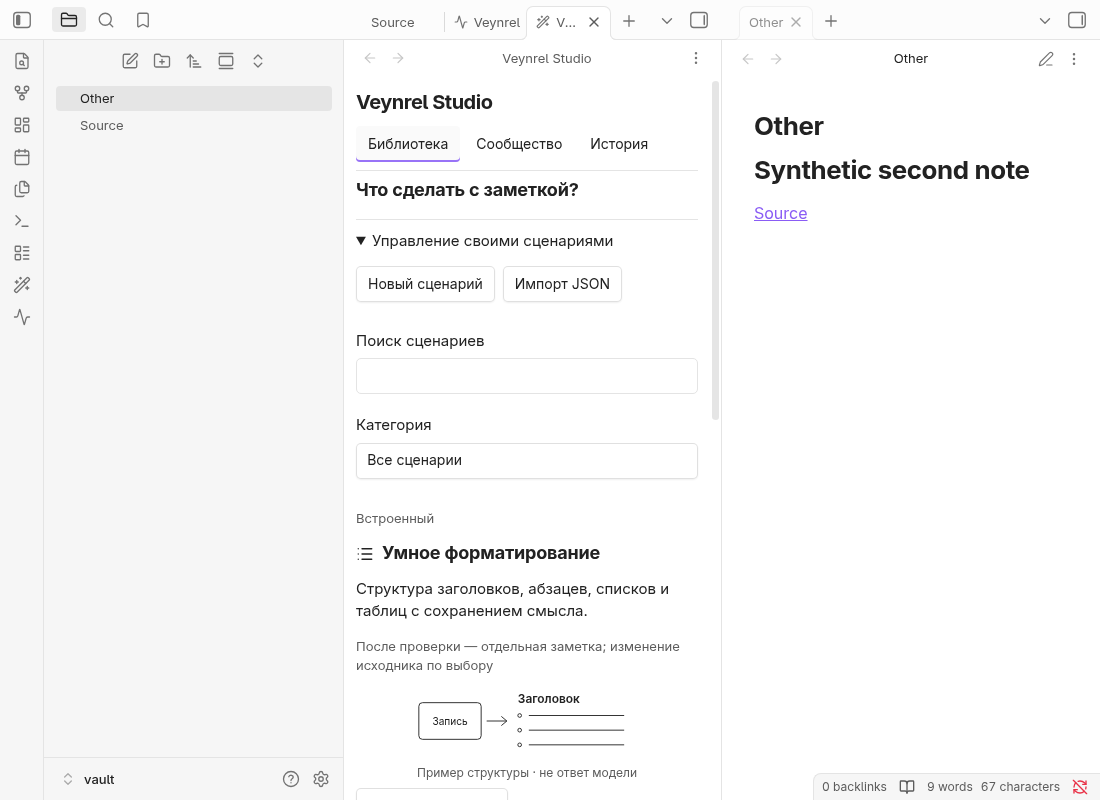 Source
Veynrel
V...
Other
Other
Source
vault
Veynrel Studio
Veynrel Studio
Библиотека
Сообщество
История
Что сделать с заметкой?
Управление своими сценариями
Новый сценарий
Импорт JSON
Поиск сценариев
Категория
Все сценарии
Встроенный
Умное форматирование
Структура заголовков, абзацев, списков и
таблиц с сохранением смысла.
После проверки — отдельная заметка; изменение
исходника по выбору
Запись
Заголовок
Пример структуры · не ответ модели
Other
Other
Synthetic second note
Source
0 backlinks
9 words
67 characters